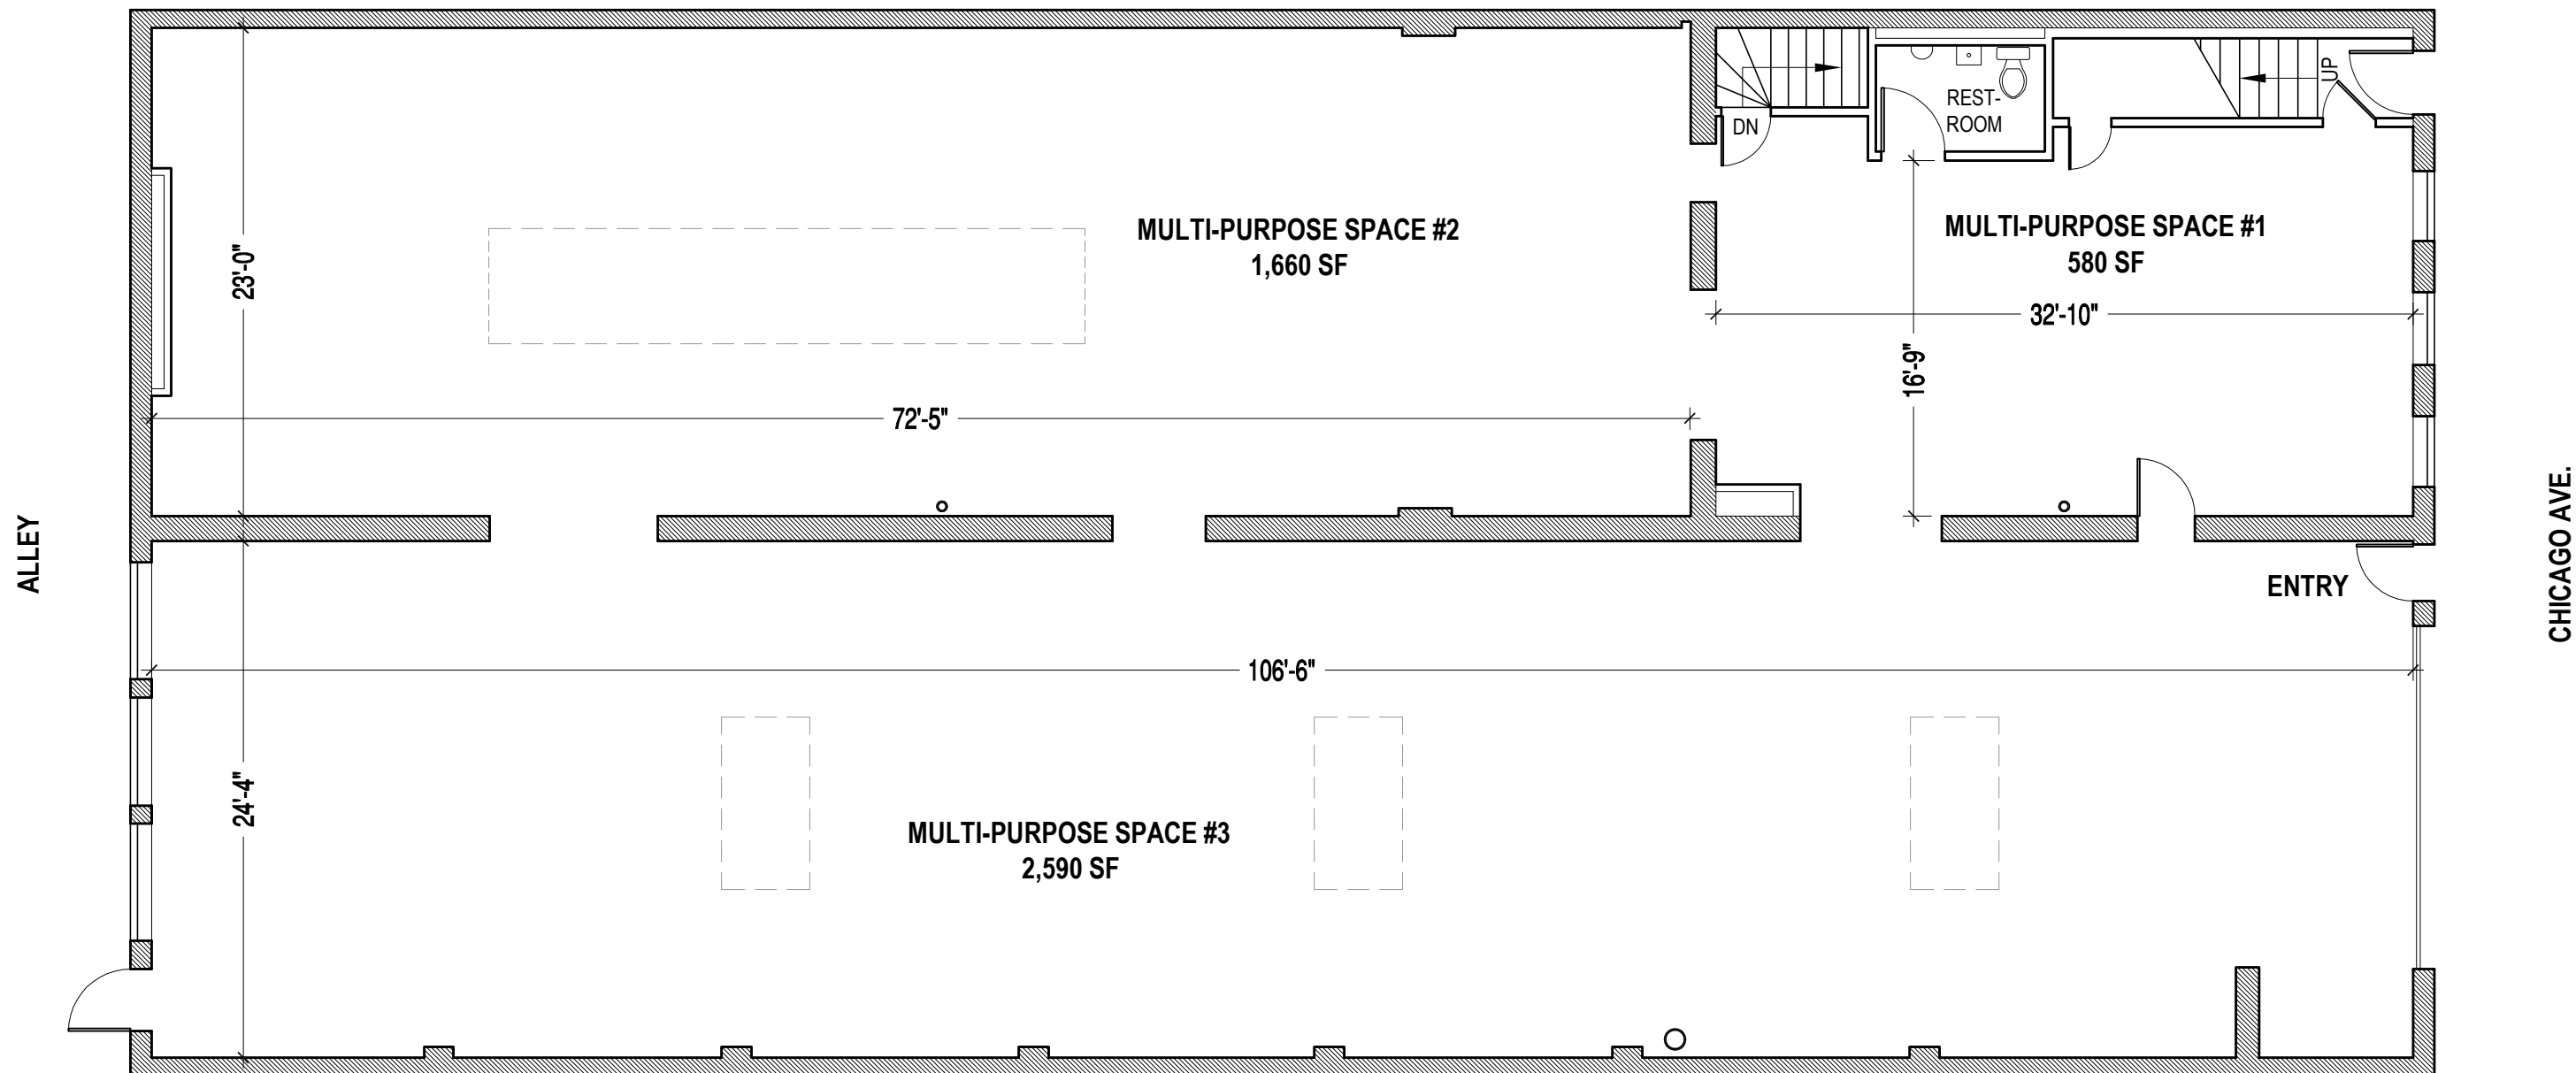 UP
REST-
ROOM
DN
MULTI-PURPOSE SPACE #2
1,660 SF
MULTI-PURPOSE SPACE #1
580 SF
23'-0"
32'-10"
16'-9"
72'-5"
ALLEY
CHICAGO AVE.
ENTRY
106'-6"
24'-4"
MULTI-PURPOSE SPACE #3
2,590 SF